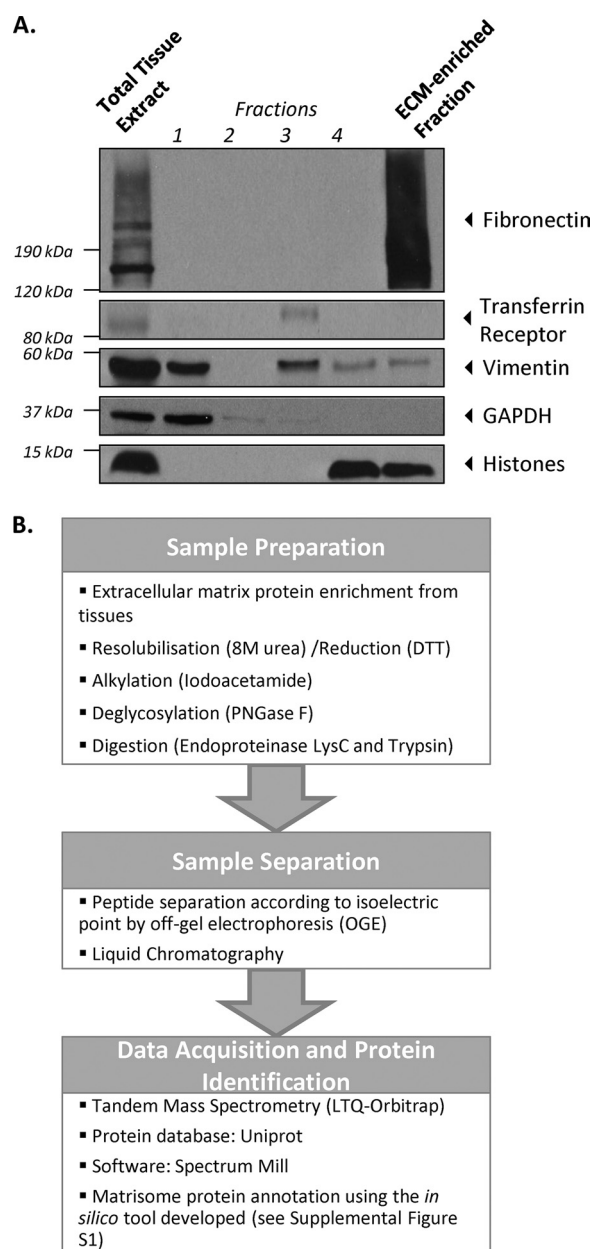 A.
Total Tissue
Extract
Fractions
1 2 3 4
ECM-enriched
Fraction
190 kDa
120 kDa
◄ Fibronectin
80 kDa
◄ Transferrin
Receptor
60 kDa
◄ Vimentin
37 kDa
◄ GAPDH
15 kDa
◄ Histones
B.
Sample Preparation
▪ Extracellular matrix protein enrichment from
tissues
▪ Resolubilisation (8M urea) /Reduction (DTT)
▪ Alkylation (Iodoacetamide)
▪ Deglycosylation (PNGase F)
▪ Digestion (Endoproteinase LysC and Trypsin)
Sample Separation
▪ Peptide separation according to isoelectric
point by off-gel electrophoresis (OGE)
▪ Liquid Chromatography
Data Acquisition and Protein
Identification
▪ Tandem Mass Spectrometry (LTQ-Orbitrap)
▪ Protein database: Uniprot
▪ Software: Spectrum Mill
▪ Matrisome protein annotation using the in
silico tool developed (see Supplemental Figure
S1)